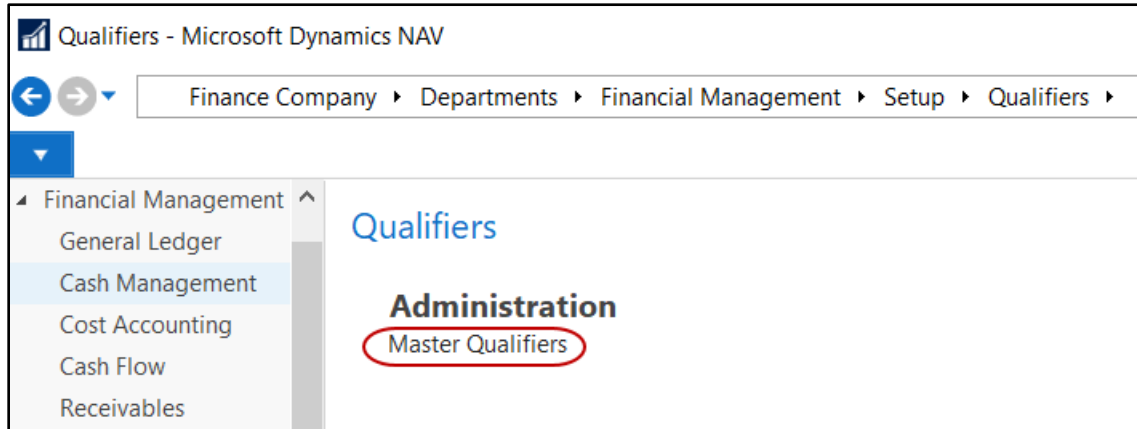 Qualifiers - Microsoft Dynamics NAV
Finance Company ▸ Departments ▸ Financial Management ▸ Setup ▸ Qualifiers ▸
Financial Management
General Ledger
Cash Management
Cost Accounting
Cash Flow
Receivables
Qualifiers
Administration
Master Qualifiers